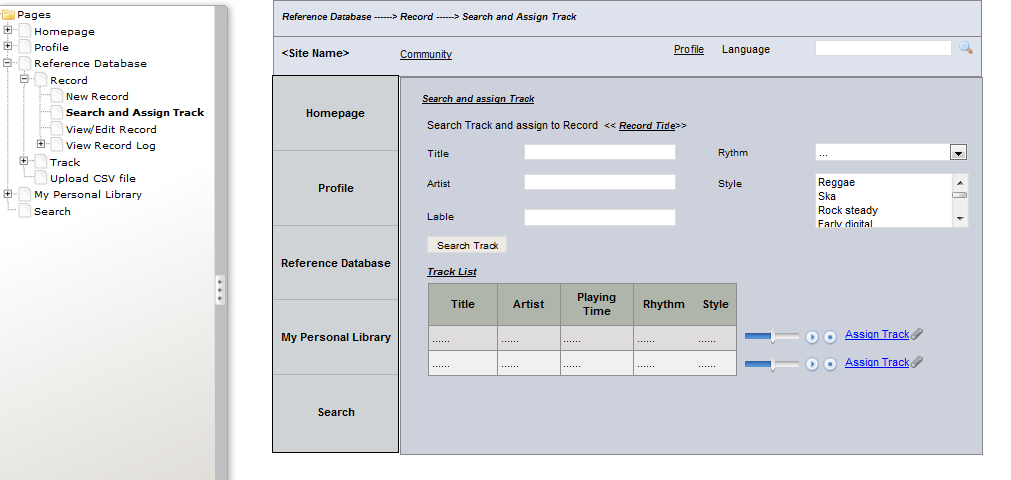 Pages
Homepage
Profile
Reference Database
Record
New Record
Search and Assign Track
View/Edit Record
View Record Log
Track
Upload CSV file
My Personal Library
Search
Reference Database ------> Record ------> Search and Assign Track
<Site Name> Community Profile Language
Homepage
Profile
Reference Database
My Personal Library
Search
Search and assign Track
Search Track and assign to Record << Record Title>>
Title Rythm ...
Artist Style Reggae
Ska
Rock steady
Early digital
Lable
Search Track
Track List
Title Artist Playing Time Rhythm Style
...... ...... ...... ...... ...... Assign Track
...... ...... ...... ...... ...... Assign Track